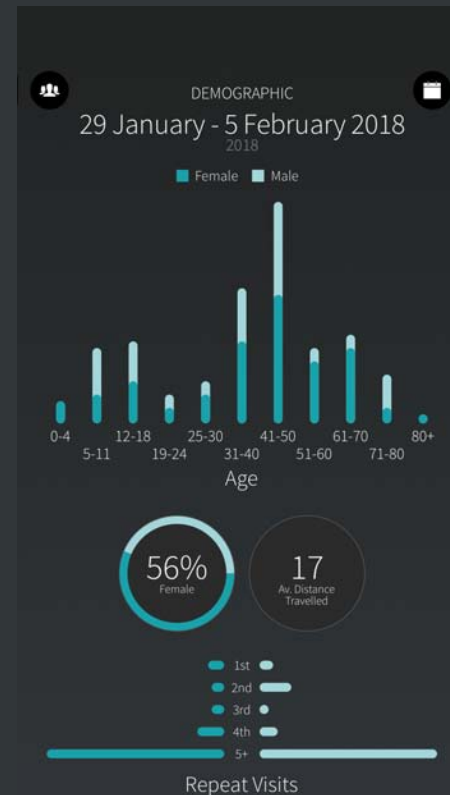 DEMOGRAPHIC
29 January - 5 February 2018
2018
Female Male
0-4 12-18 25-30 41-50 61-70 80+
5-11 19-24 31-40 51-60 71-80
Age
56%
Female
17
Av. Distance
Travelled
1st
2nd
3rd
4th
5+
Repeat Visits